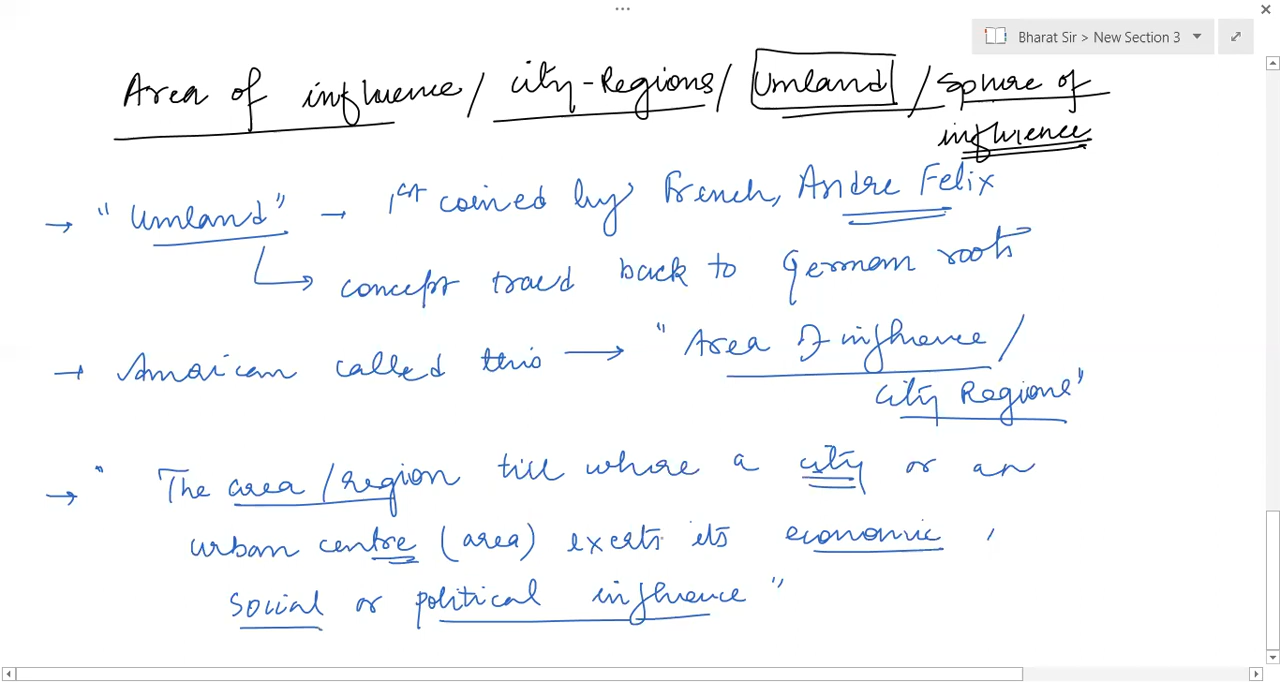 ...
Bharat Sir > New Section 3
Area of influence / city-Regions / Umland / Sphere of
influence
→ "Umland" → 1st coined by French, Andre Felix
→ concept traced back to German roots
→ American called this → "Area of influence /
City Regions"
→ " The area / region till where a city or an
urban centre (area) exerts its economic ,
social or political influence "